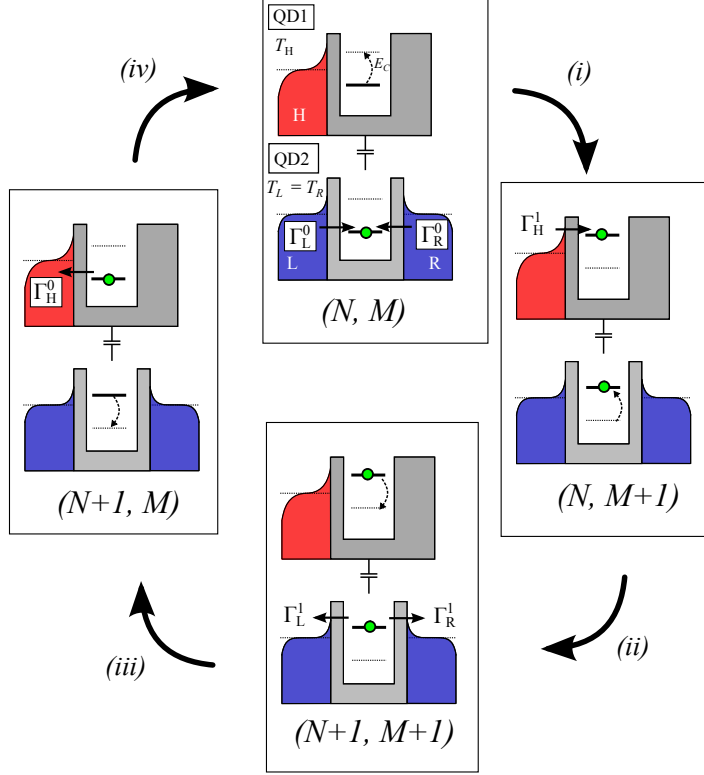 QD1
T_H
E_C
H
QD2
T_L = T_R
Γ_L^0
Γ_R^0
L
R
(N, M)
(i)
Γ_H^1
(N, M+1)
(ii)
Γ_L^1
Γ_R^1
(N+1, M+1)
(iii)
Γ_H^0
(N+1, M)
(iv)